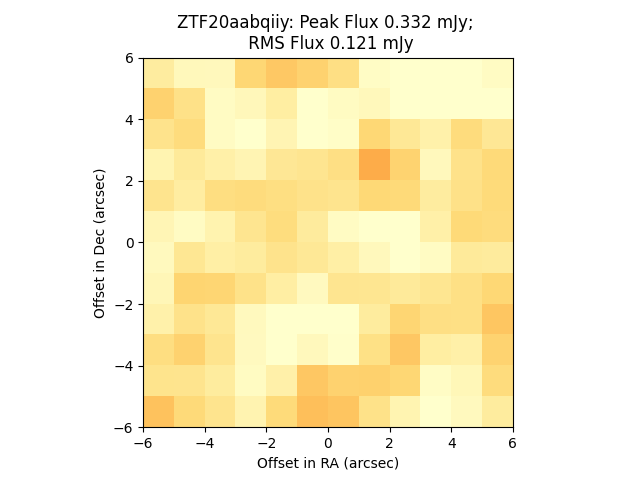 ZTF20aabqiiy: Peak Flux 0.332 mJy;
RMS Flux 0.121 mJy
6
4
2
0
−2
−4
−6
Offset in Dec (arcsec)
−6 −4 −2 0 2 4 6
Offset in RA (arcsec)